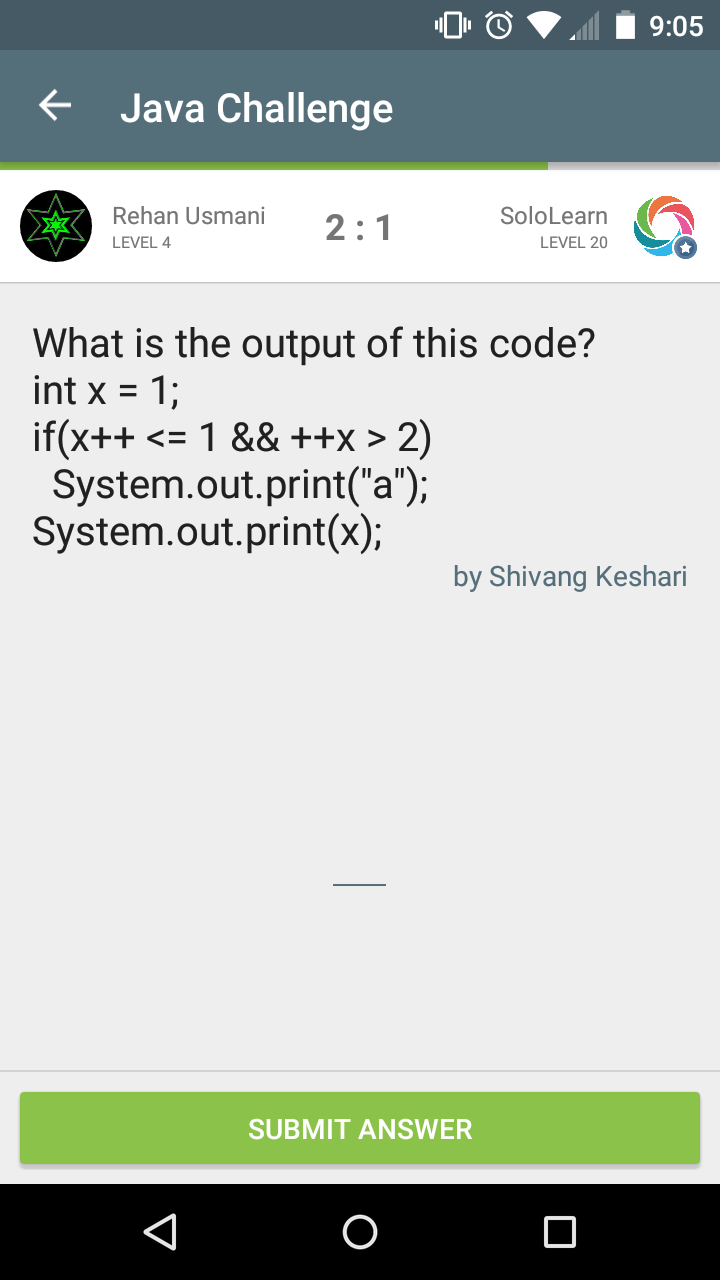 9:05
Java Challenge
Rehan Usmani
LEVEL 4
2 : 1
SoloLearn
LEVEL 20
What is the output of this code?
int x = 1;
if(x++ <= 1 && ++x > 2)
  System.out.print("a");
System.out.print(x);
by Shivang Keshari
SUBMIT ANSWER